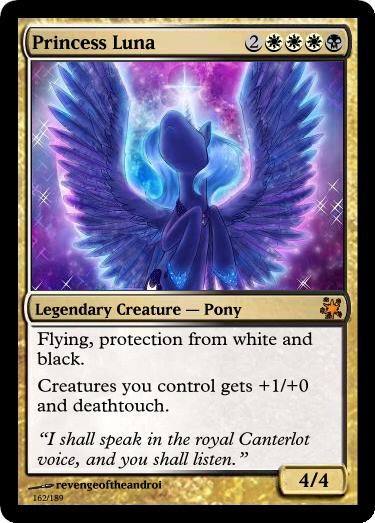 Princess Luna 2
Legendary Creature — Pony
Flying, protection from white and
black.
Creatures you control gets +1/+0
and deathtouch.
“I shall speak in the royal Canterlot
voice, and you shall listen.”
4/4
revengeoftheandroi
162/189